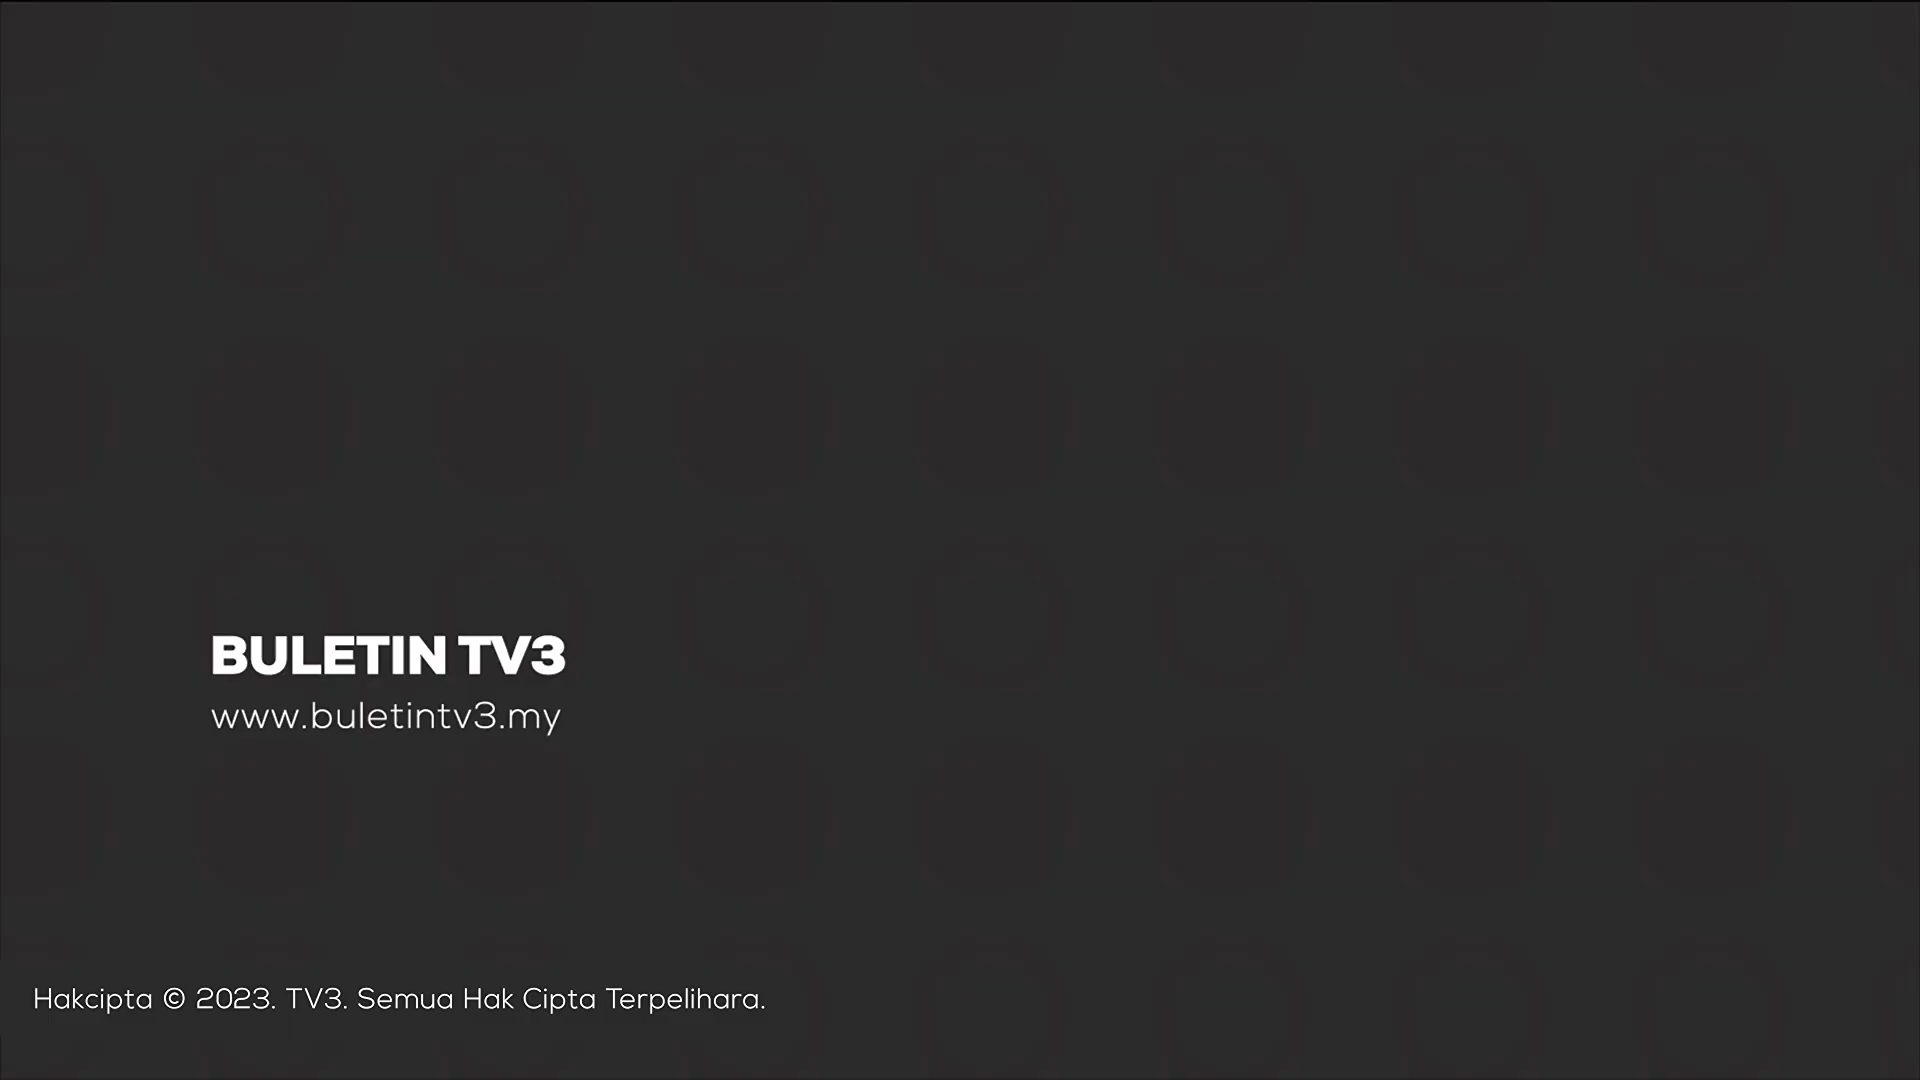 BULETIN TV3
www.buletintv3.my
Hakcipta © 2023. TV3. Semua Hak Cipta Terpelihara.